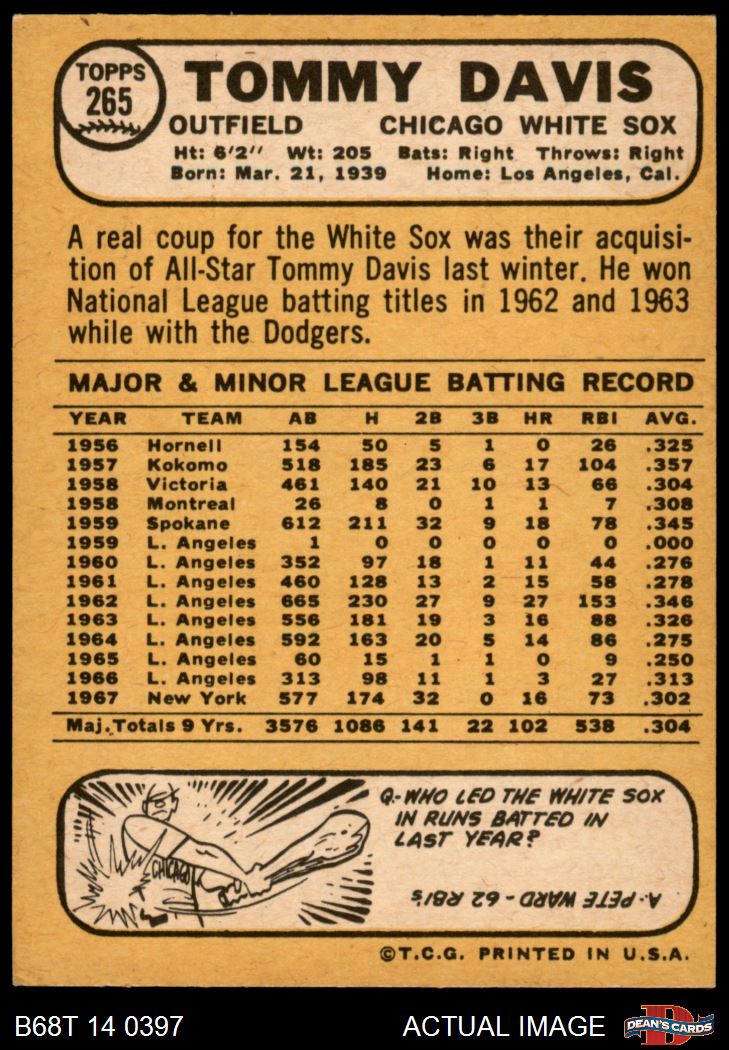 TOPPS
265
TOMMY DAVIS
OUTFIELD CHICAGO WHITE SOX
Ht: 6'2'' Wt: 205 Bats: Right Throws: Right
Born: Mar. 21, 1939 Home: Los Angeles, Cal.
A real coup for the White Sox was their acquisi-
tion of All-Star Tommy Davis last winter. He won
National League batting titles in 1962 and 1963
while with the Dodgers.
MAJOR & MINOR LEAGUE BATTING RECORD
YEAR TEAM AB H 2B 3B HR RBI AVG.
1956 Hornell 154 50 5 1 0 26 .325
1957 Kokomo 518 185 23 6 17 104 .357
1958 Victoria 461 140 21 10 13 66 .304
1958 Montreal 26 8 0 1 1 7 .308
1959 Spokane 612 211 32 9 18 78 .345
1959 L. Angeles 1 0 0 0 0 0 .000
1960 L. Angeles 352 97 18 1 11 44 .276
1961 L. Angeles 460 128 13 2 15 58 .278
1962 L. Angeles 665 230 27 9 27 153 .346
1963 L. Angeles 556 181 19 3 16 88 .326
1964 L. Angeles 592 163 20 5 14 86 .275
1965 L. Angeles 60 15 1 1 0 9 .250
1966 L. Angeles 313 98 11 1 3 27 .313
1967 New York 577 174 32 0 16 73 .302
Maj. Totals 9 Yrs. 3576 1086 141 22 102 538 .304
CHICAGO
Q-WHO LED THE WHITE SOX
IN RUNS BATTED IN
LAST YEAR?
A-PETE WARD-62 RBI's
©T.C.G. PRINTED IN U.S.A.
B68T 14 0397 ACTUAL IMAGE
D
DEAN'S CARDS